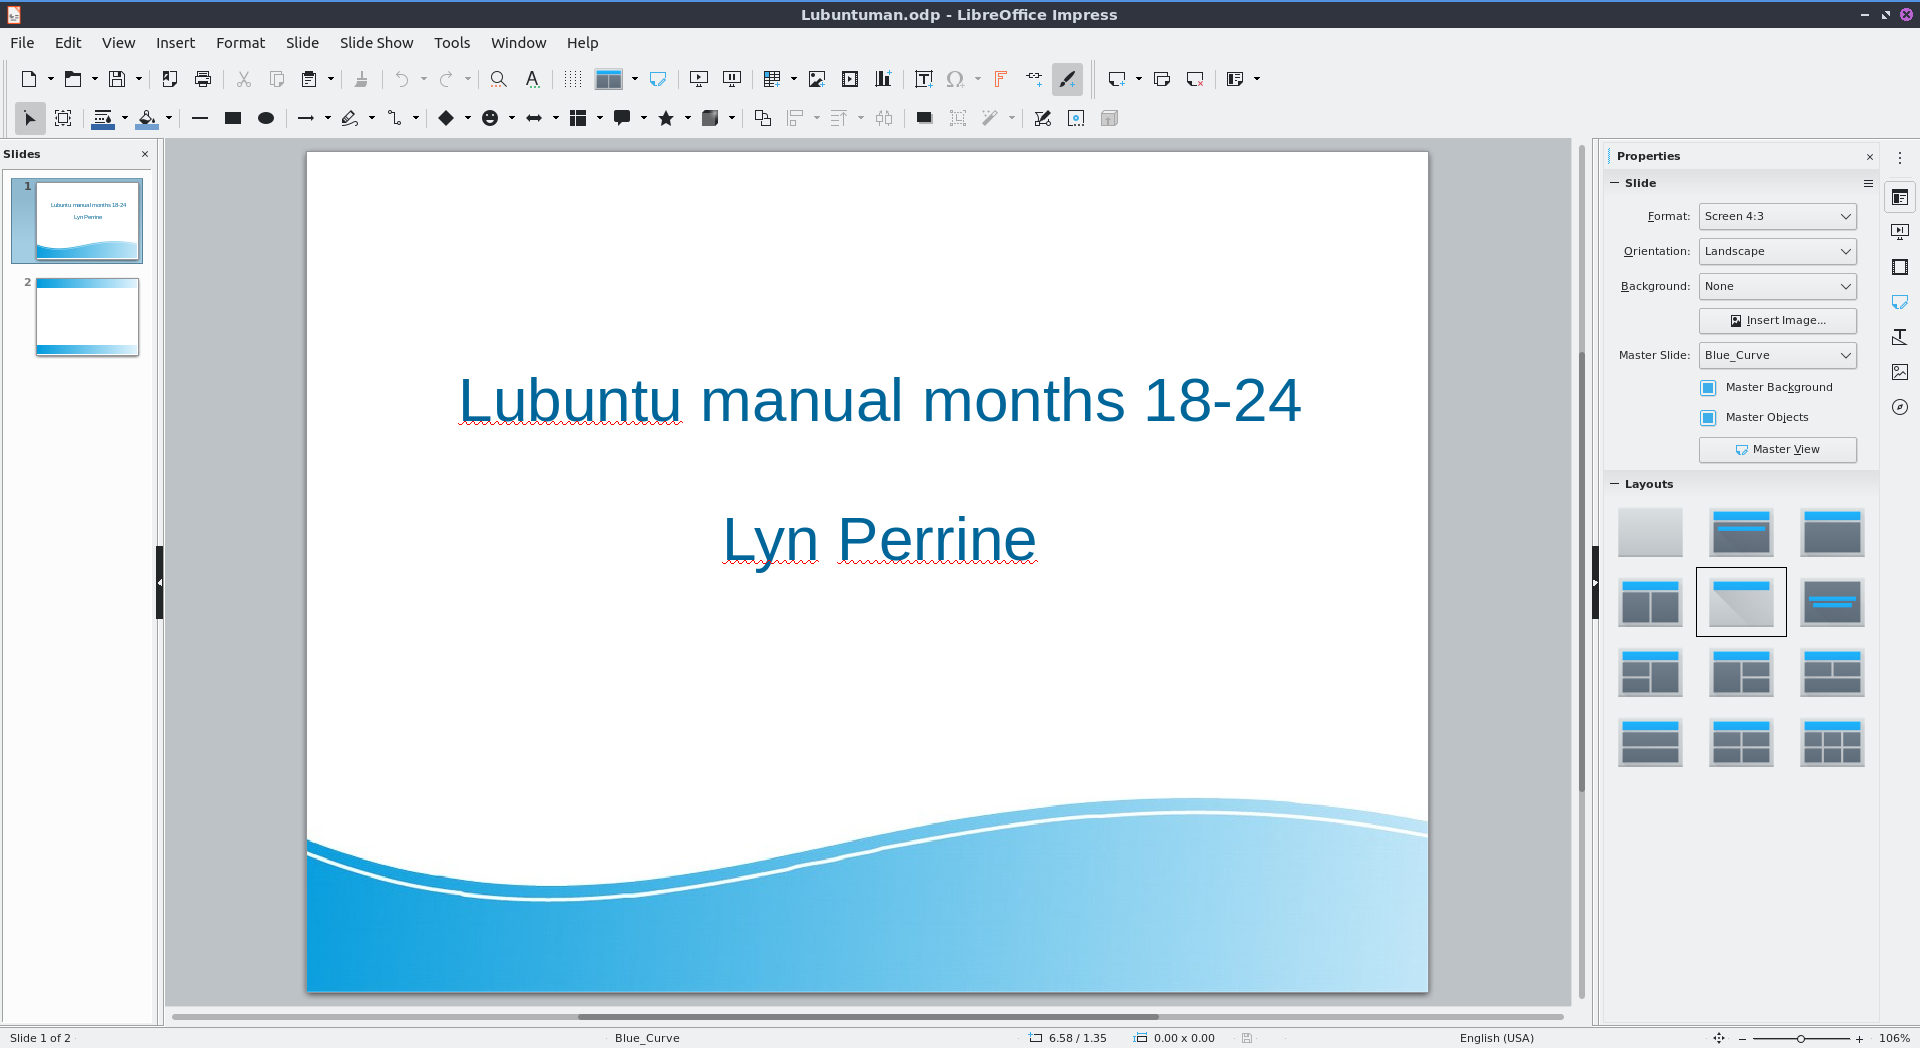 Lubuntuman.odp - LibreOffice Impress
File Edit View Insert Format Slide Slide Show Tools Window Help
Slides
1
Lubuntu manual months 18-24
Lyn Perrine
2
Lubuntu manual months 18-24
Lyn Perrine
Properties
Slide
Format: Screen 4:3
Orientation: Landscape
Background: None
Insert Image...
Master Slide: Blue_Curve
Master Background
Master Objects
Master View
Layouts
Slide 1 of 2 Blue_Curve 6.58 / 1.35 0.00 x 0.00 English (USA) 106%